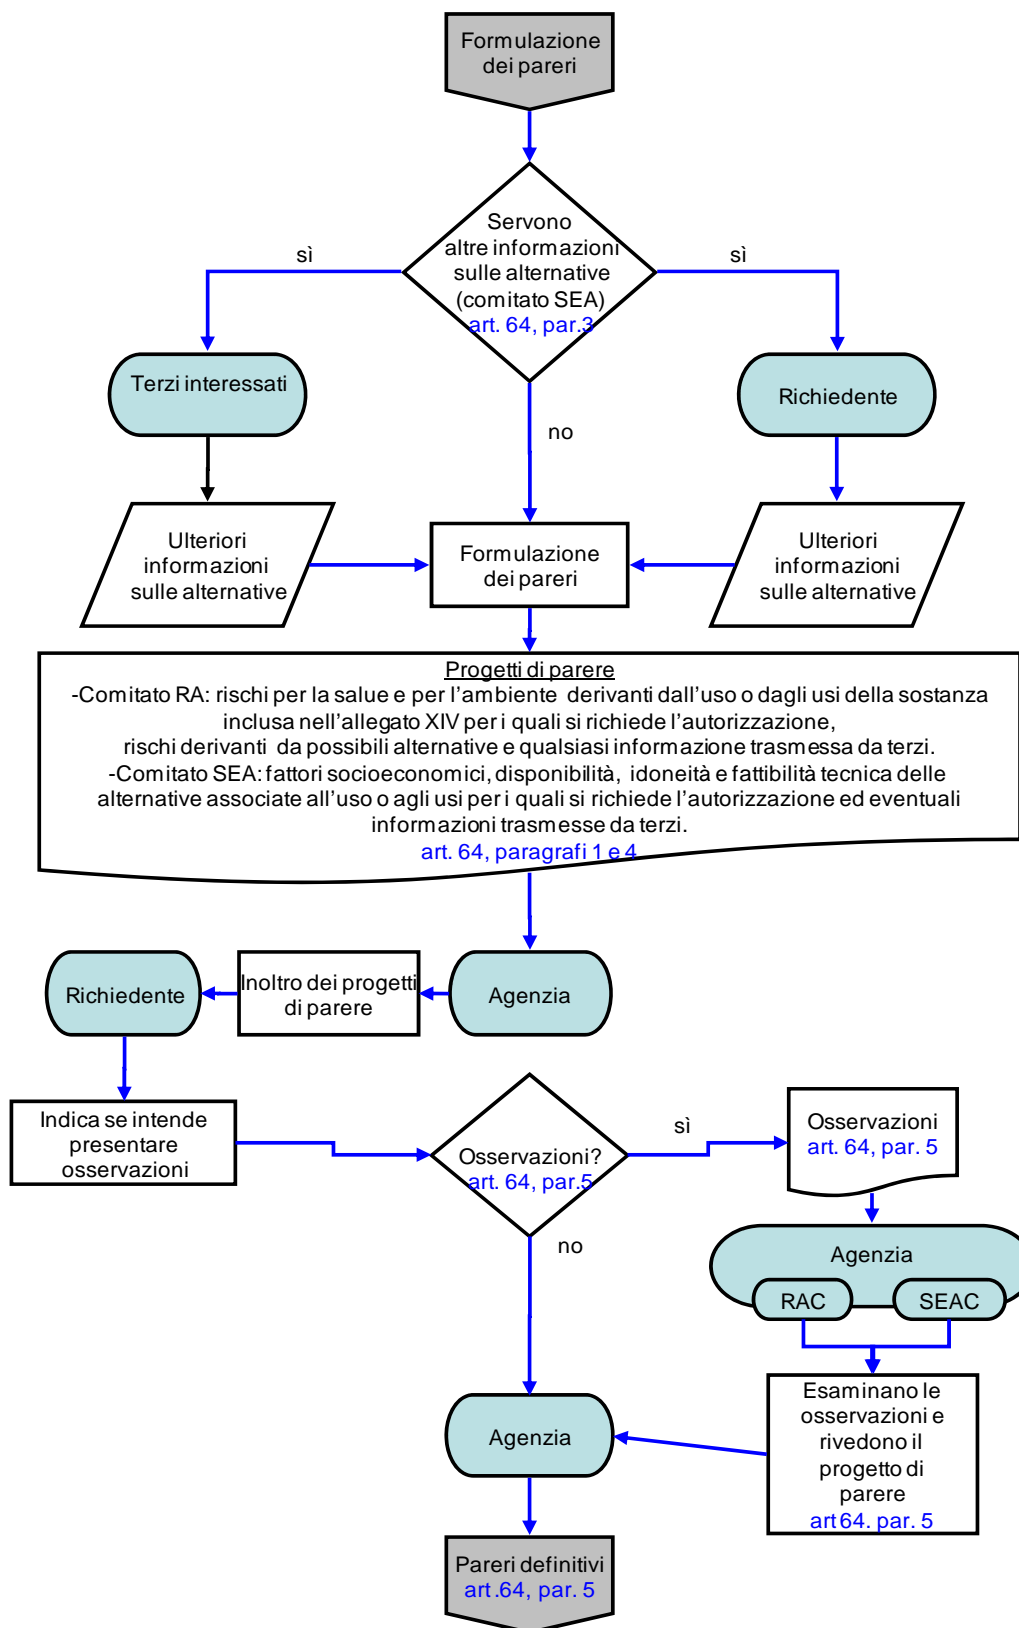 Formulazione
dei pareri
Servono
altre informazioni
sulle alternative
(comitato SEA)
art. 64, par.3
sì
sì
Terzi interessati
Richiedente
no
Ulteriori
informazioni
sulle alternative
Formulazione
dei pareri
Ulteriori
informazioni
sulle alternative
Progetti di parere
-Comitato RA: rischi per la salue e per l'ambiente derivanti dall'uso o dagli usi della sostanza
inclusa nell'allegato XIV per i quali si richiede l'autorizzazione,
rischi derivanti da possibili alternative e qualsiasi informazione trasmessa da terzi.
-Comitato SEA: fattori socioeconomici, disponibilità, idoneità e fattibilità tecnica delle
alternative associate all'uso o agli usi per i quali si richiede l'autorizzazione ed eventuali
informazioni trasmesse da terzi.
art. 64, paragrafi 1 e 4
Richiedente
Inoltro dei progetti
di parere
Agenzia
Indica se intende
presentare
osservazioni
Osservazioni?
art. 64, par.5
sì
Osservazioni
art. 64, par. 5
no
Agenzia
RAC
SEAC
Esaminano le
osservazioni e
rivedono il
progetto di
parere
art 64. par. 5
Agenzia
Pareri definitivi
art .64, par. 5